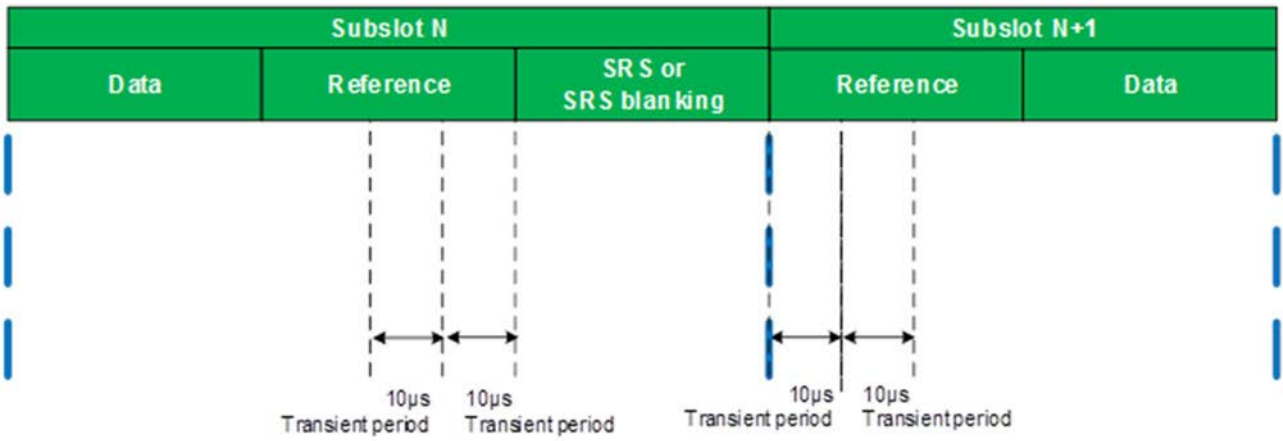 Subslot N
Subslot N+1
Data
Reference
SRS or
SRS blanking
Reference
Data
10µs
Transient period
10µs
Transient period
10µs
Transient period
10µs
Transient period